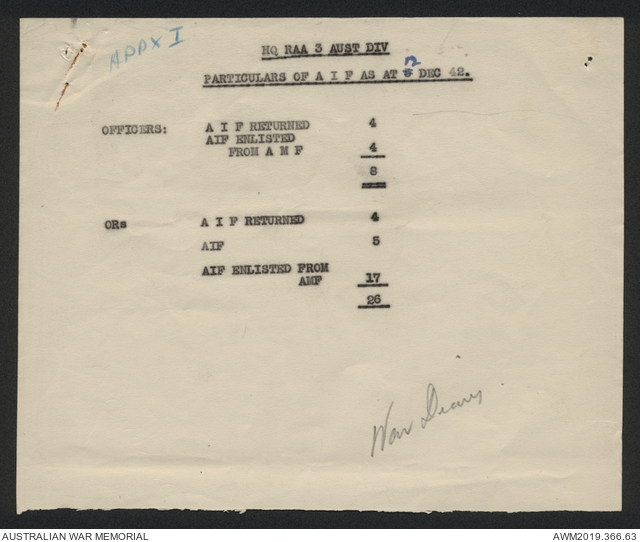 APPX I
HQ RAA 3 AUST DIV
PARTICULARS OF A I F AS AT 12 DEC 42.
OFFICERS: A I F RETURNED 4
AIF ENLISTED
FROM A M F 4
8
ORs A I F RETURNED 4
AIF 5
AIF ENLISTED FROM
AMF 17
26
War Diary
AUSTRALIAN WAR MEMORIAL AWM2019.366.63